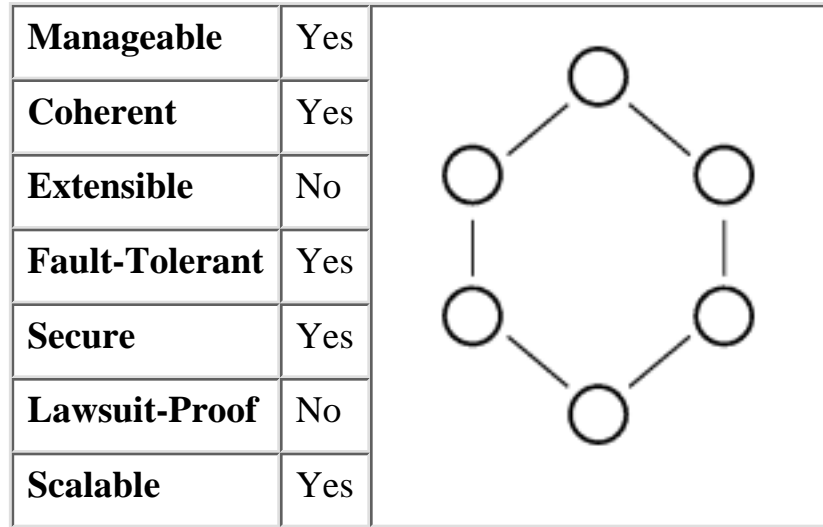 Manageable Yes
Coherent Yes
Extensible No
Fault-Tolerant Yes
Secure Yes
Lawsuit-Proof No
Scalable Yes